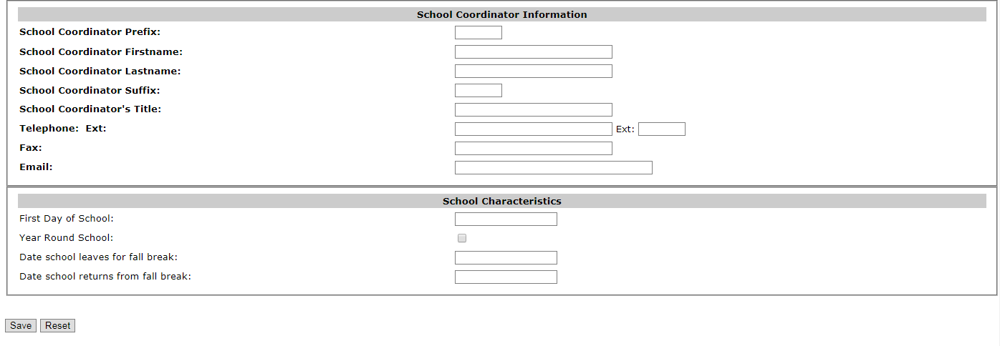 School Coordinator Information
School Coordinator Prefix:
School Coordinator Firstname:
School Coordinator Lastname:
School Coordinator Suffix:
School Coordinator's Title:
Telephone:  Ext: Ext:
Fax:
Email:
School Characteristics
First Day of School:
Year Round School:
Date school leaves for fall break:
Date school returns from fall break:
Save Reset